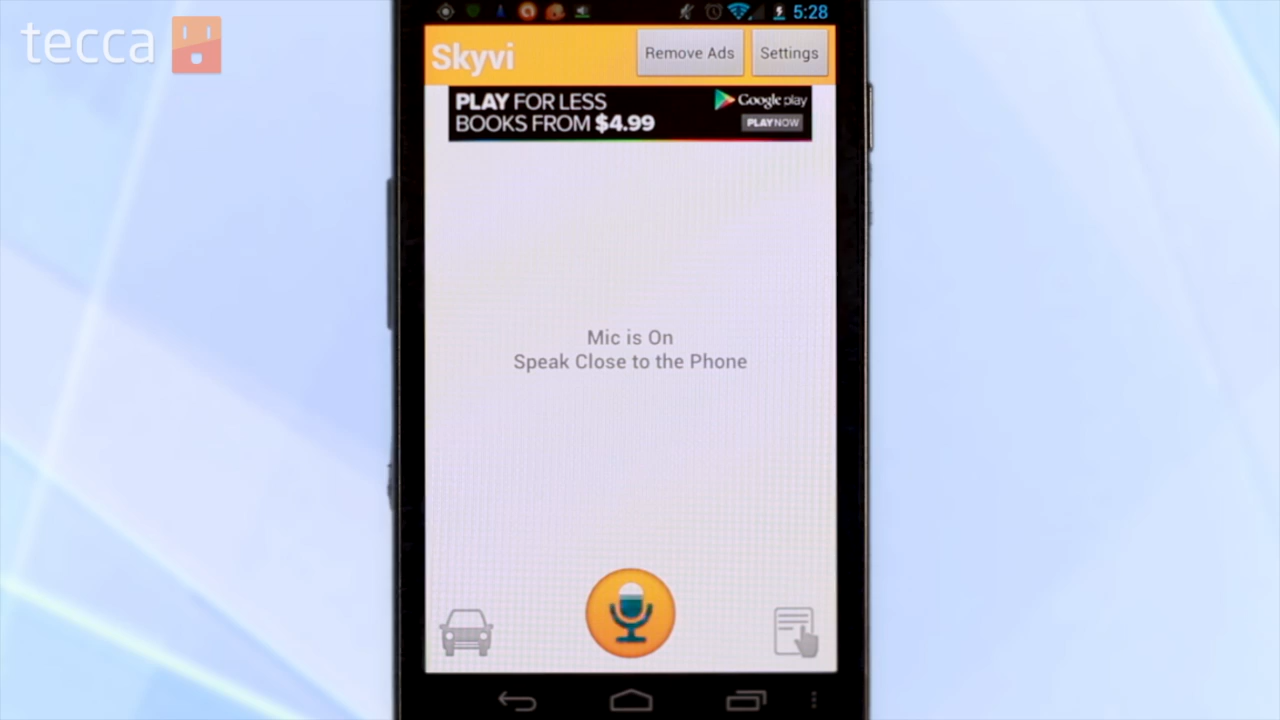 tecca
5:28
Skyvi
Remove Ads
Settings
PLAY FOR LESS
BOOKS FROM $4.99
Google play
PLAY NOW
Mic is On
Speak Close to the Phone